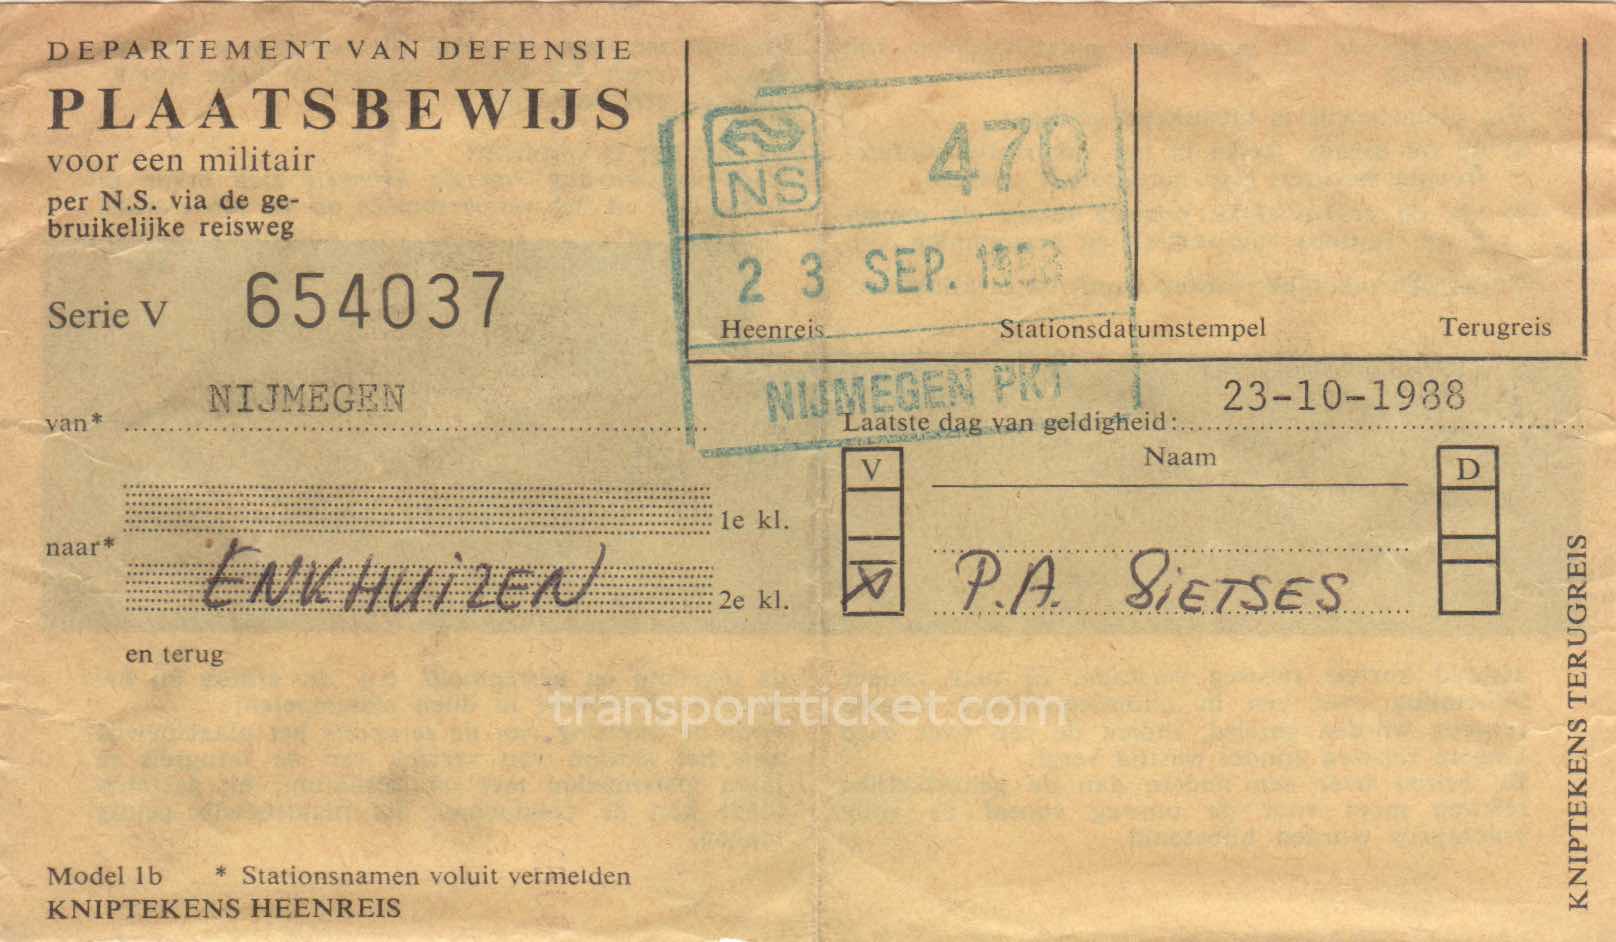 DEPARTEMENT VAN DEFENSIE
PLAATSBEWIJS
voor een militair
per N.S. via de ge-
bruikelijke reisweg
Serie V 654037
NS 470
23 SEP. 1988
Heenreis Stationsdatumstempel Terugreis
NIJMEGEN PKT
van* NIJMEGEN
Laatste dag van geldigheid: 23-10-1988
V Naam D
1e kl.
naar* ENKHUIZEN 2e kl.
X P.A. SIETSES
en terug
transportticket.com
Model 1b * Stationsnamen voluit vermelden
KNIPTEKENS HEENREIS
KNIPTEKENS TERUGREIS